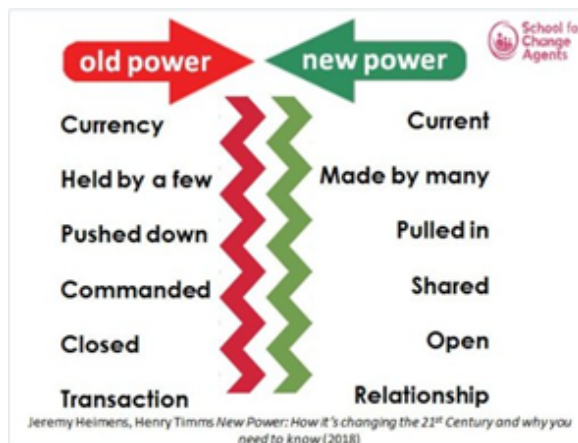 School for
Change
Agents
old power
new power
Currency
Current
Held by a few
Made by many
Pushed down
Pulled in
Commanded
Shared
Closed
Open
Transaction
Relationship
Jeremy Heimens, Henry Timms New Power: How it's changing the 21st Century and why you
need to know (2018)